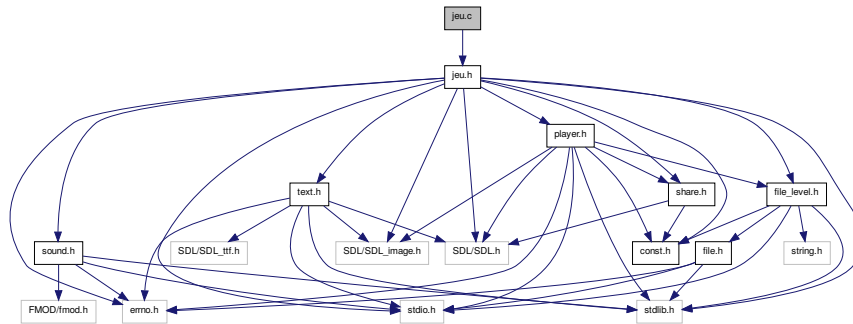 jeu.c
jeu.h
player.h
text.h
share.h
file_level.h
sound.h
SDL/SDL_ttf.h
SDL/SDL_image.h
SDL/SDL.h
const.h
file.h
string.h
FMOD/fmod.h
errno.h
stdio.h
stdlib.h